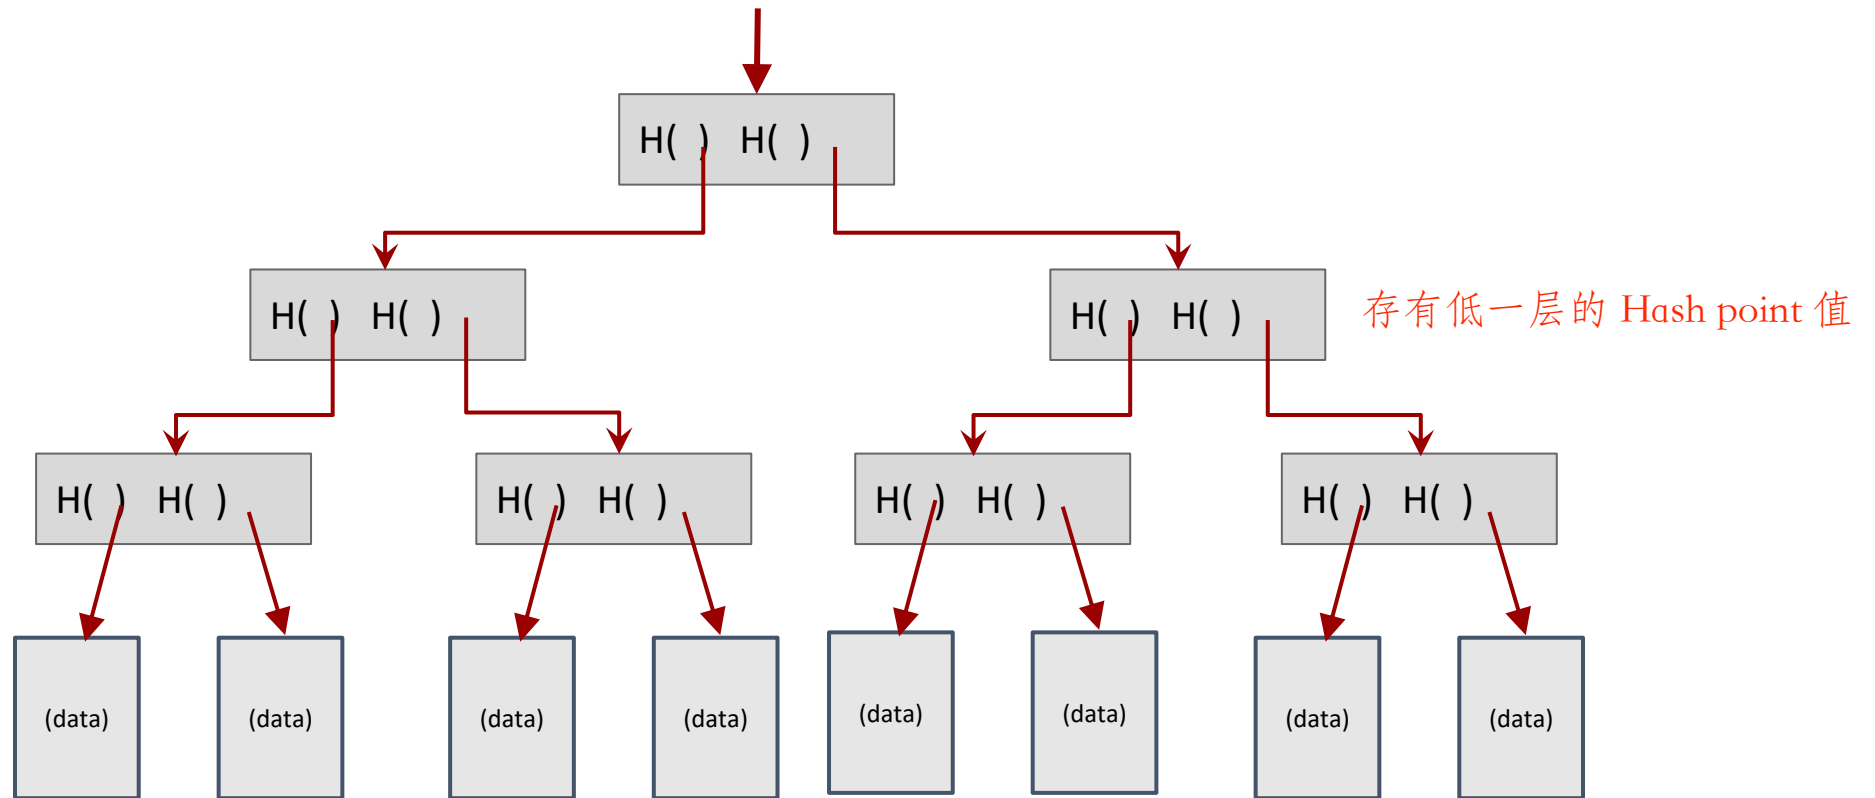 H( ) H( )
H( ) H( )
H( ) H( )
存有低一层的 Hash point 值
H( ) H( )
H( ) H( )
H( ) H( )
H( ) H( )
(data)
(data)
(data)
(data)
(data)
(data)
(data)
(data)